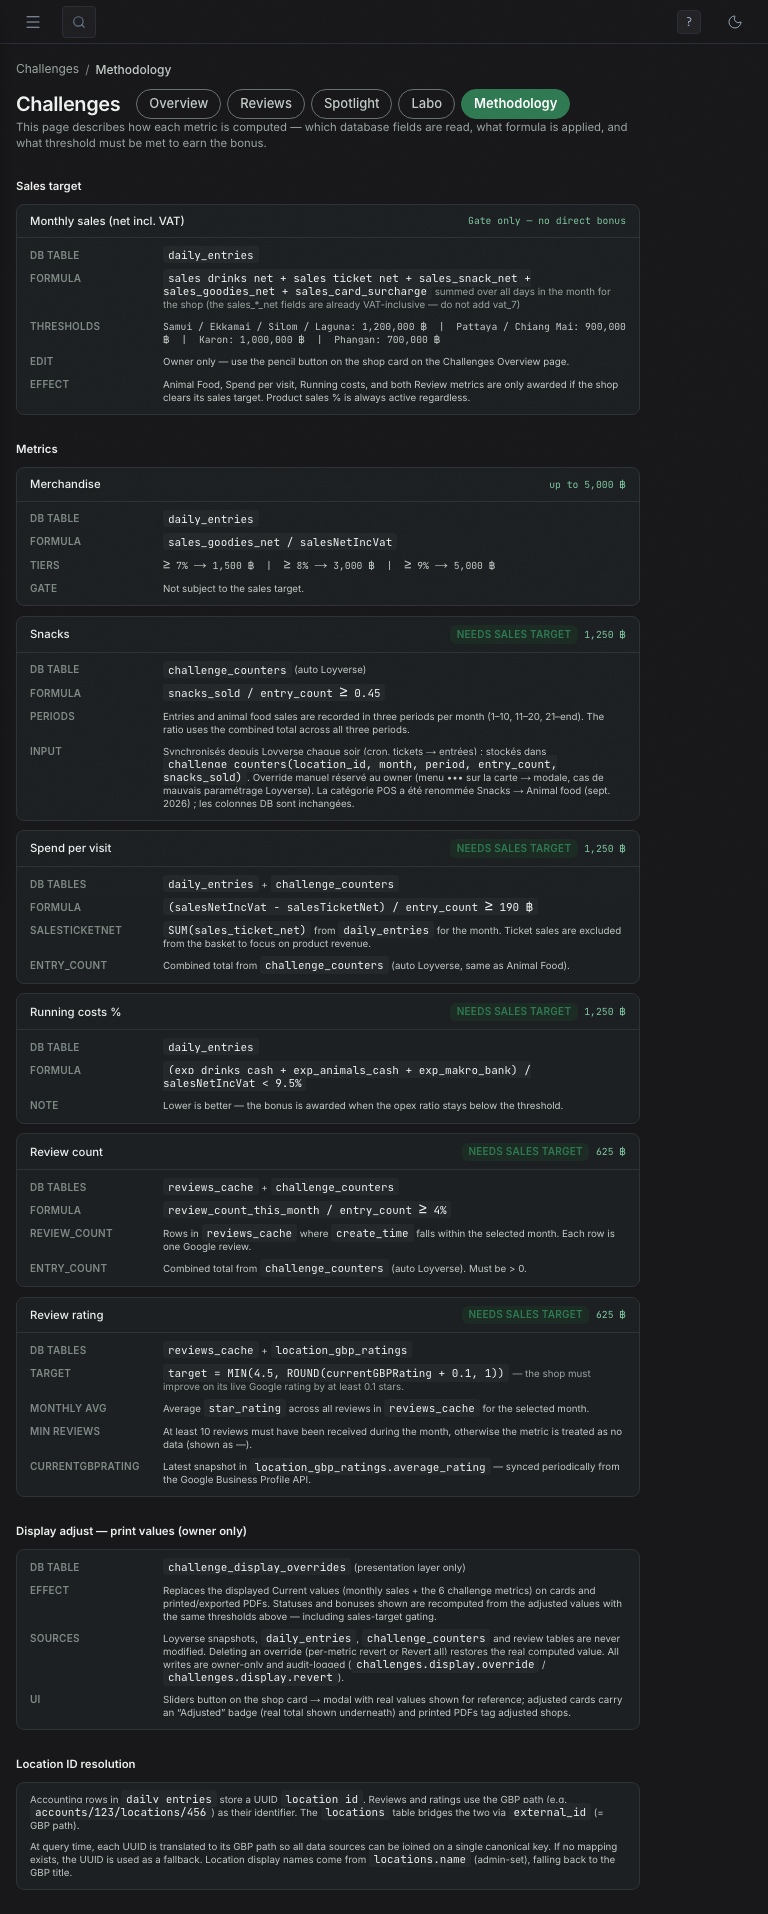 ?
Challenges / Methodology
Challenges Overview Reviews Spotlight Labo Methodology
This page describes how each metric is computed — which database fields are read, what formula is applied, and
what threshold must be met to earn the bonus.
Sales target
Monthly sales (net incl. VAT) Gate only — no direct bonus
DB TABLE daily_entries
FORMULA sales_drinks_net + sales_ticket_net + sales_snack_net +
sales_goodies_net + sales_card_surcharge summed over all days in the month for
the shop (the sales_*_net fields are already VAT-inclusive — do not add vat_7)
THRESHOLDS Samui / Ekkamai / Silom / Laguna: 1,200,000 ฿ | Pattaya / Chiang Mai: 900,000
฿ | Karon: 1,000,000 ฿ | Phangan: 700,000 ฿
EDIT Owner only — use the pencil button on the shop card on the Challenges Overview page.
EFFECT Animal Food, Spend per visit, Running costs, and both Review metrics are only awarded if the shop
clears its sales target. Product sales % is always active regardless.
Metrics
Merchandise up to 5,000 ฿
DB TABLE daily_entries
FORMULA sales_goodies_net / salesNetIncVat
TIERS ≥ 7% → 1,500 ฿ | ≥ 8% → 3,000 ฿ | ≥ 9% → 5,000 ฿
GATE Not subject to the sales target.
Snacks NEEDS SALES TARGET 1,250 ฿
DB TABLE challenge_counters (auto Loyverse)
FORMULA snacks_sold / entry_count ≥ 0.45
PERIODS Entries and animal food sales are recorded in three periods per month (1–10, 11–20, 21–end). The
ratio uses the combined total across all three periods.
INPUT Synchronisés depuis Loyverse chaque soir (cron, tickets → entrées) ; stockés dans
challenge_counters(location_id, month, period, entry_count,
snacks_sold) . Override manuel réservé au owner (menu ••• sur la carte → modale, cas de
mauvais paramétrage Loyverse). La catégorie POS a été renommée Snacks → Animal food (sept.
2026) ; les colonnes DB sont inchangées.
Spend per visit NEEDS SALES TARGET 1,250 ฿
DB TABLES daily_entries + challenge_counters
FORMULA (salesNetIncVat - salesTicketNet) / entry_count ≥ 190 ฿
SALESTICKETNET SUM(sales_ticket_net) from daily_entries for the month. Ticket sales are excluded
from the basket to focus on product revenue.
ENTRY_COUNT Combined total from challenge_counters (auto Loyverse, same as Animal Food).
Running costs % NEEDS SALES TARGET 1,250 ฿
DB TABLE daily_entries
FORMULA (exp_drinks_cash + exp_animals_cash + exp_makro_bank) /
salesNetIncVat < 9.5%
NOTE Lower is better — the bonus is awarded when the opex ratio stays below the threshold.
Review count NEEDS SALES TARGET 625 ฿
DB TABLES reviews_cache + challenge_counters
FORMULA review_count_this_month / entry_count ≥ 4%
REVIEW_COUNT Rows in reviews_cache where create_time falls within the selected month. Each row is
one Google review.
ENTRY_COUNT Combined total from challenge_counters (auto Loyverse). Must be > 0.
Review rating NEEDS SALES TARGET 625 ฿
DB TABLES reviews_cache + location_gbp_ratings
TARGET target = MIN(4.5, ROUND(currentGBPRating + 0.1, 1)) — the shop must
improve on its live Google rating by at least 0.1 stars.
MONTHLY AVG Average star_rating across all reviews in reviews_cache for the selected month.
MIN REVIEWS At least 10 reviews must have been received during the month, otherwise the metric is treated as no
data (shown as —).
CURRENTGBPRATING Latest snapshot in location_gbp_ratings.average_rating — synced periodically from
the Google Business Profile API.
Display adjust — print values (owner only)
DB TABLE challenge_display_overrides (presentation layer only)
EFFECT Replaces the displayed Current values (monthly sales + the 6 challenge metrics) on cards and
printed/exported PDFs. Statuses and bonuses shown are recomputed from the adjusted values with
the same thresholds above — including sales-target gating.
SOURCES Loyverse snapshots, daily_entries , challenge_counters and review tables are never
modified. Deleting an override (per-metric revert or Revert all) restores the real computed value. All
writes are owner-only and audit-logged ( challenges.display.override /
challenges.display.revert ).
UI Sliders button on the shop card → modal with real values shown for reference; adjusted cards carry
an “Adjusted” badge (real total shown underneath) and printed PDFs tag adjusted shops.
Location ID resolution
Accounting rows in daily_entries store a UUID location_id . Reviews and ratings use the GBP path (e.g.
accounts/123/locations/456 ) as their identifier. The locations table bridges the two via external_id (=
GBP path).
At query time, each UUID is translated to its GBP path so all data sources can be joined on a single canonical key. If no mapping
exists, the UUID is used as a fallback. Location display names come from locations.name (admin-set), falling back to the
GBP title.